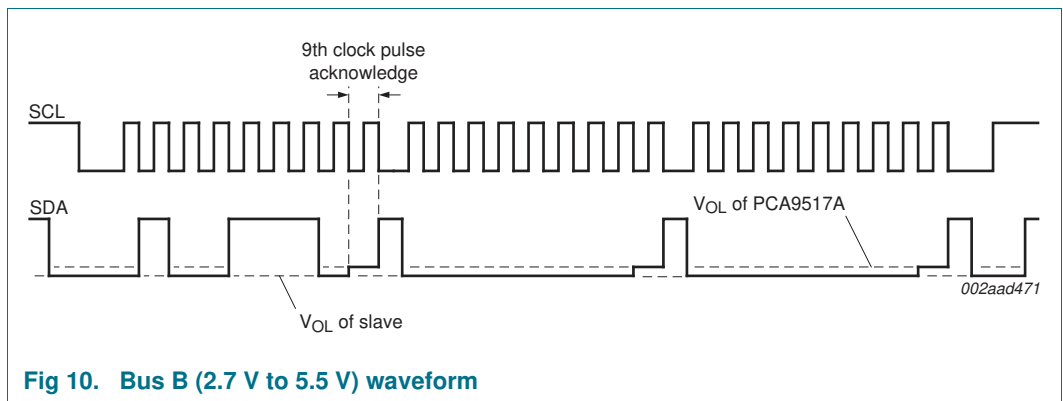 9th clock pulse
acknowledge
SCL
SDA
VOL of PCA9517A
002aad471
VOL of slave
Fig 10. Bus B (2.7 V to 5.5 V) waveform